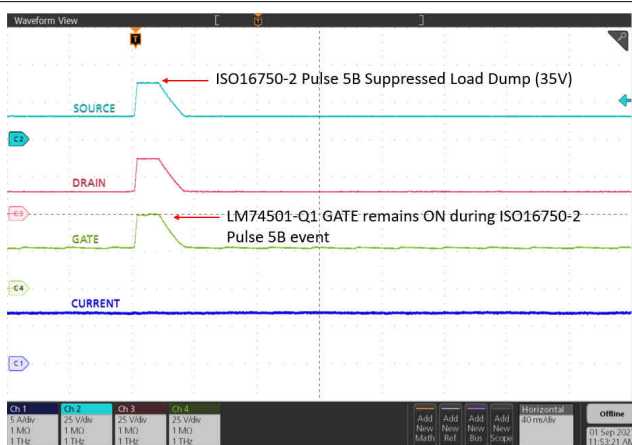 Waveform View
T
T
ISO16750-2 Pulse 5B Suppressed Load Dump (35V)
SOURCE
C2
DRAIN
C3
LM74501-Q1 GATE remains ON during ISO16750-2
Pulse 5B event
GATE
C4
CURRENT
C1
Ch 1
5 A/div
1 MΩ
1 THz
Ch 2
25 V/div
1 MΩ
1 THz
Ch 3
25 V/div
1 MΩ
1 THz
Ch 4
25 V/div
1 MΩ
1 THz
Add
New
Math
Add
New
Ref
Add
New
Bus
Add
New
Scope
Horizontal
40 ms/div
Offline
01 Sep 202